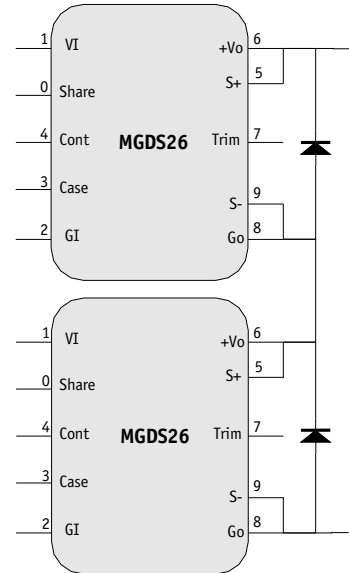 1 VI +Vo 6
S+ 5
0 Share
4 Cont MGDS26 Trim 7
3 Case
S- 9
2 GI Go 8
1 VI +Vo 6
S+ 5
0 Share
4 Cont MGDS26 Trim 7
3 Case
S- 9
2 GI Go 8